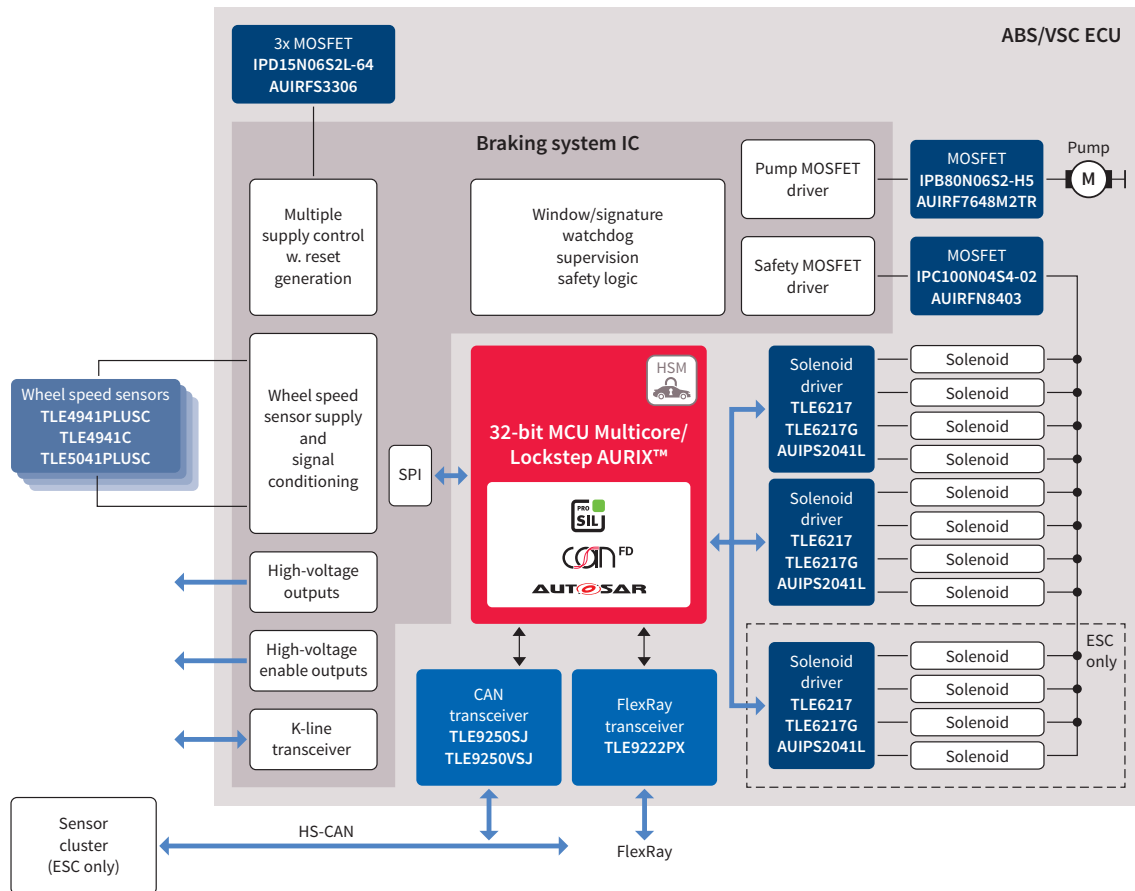 ABS/VSC ECU
3x MOSFET
IPD15N06S2L-64
AUIRFS3306
Braking system IC
Multiple
supply control
w. reset
generation
Window/signature
watchdog
supervision
safety logic
Pump MOSFET
driver
MOSFET
IPB80N06S2-H5
AUIRF7648M2TR
Pump
M
Safety MOSFET
driver
MOSFET
IPC100N04S4-02
AUIRFN8403
Wheel speed sensors
TLE4941PLUSC
TLE4941C
TLE5041PLUSC
Wheel speed
sensor supply
and
signal
conditioning
SPI
HSM
32-bit MCU Multicore/
Lockstep AURIX™
PRO
SIL
CAN FD
AUTOSAR
Solenoid
driver
TLE6217
TLE6217G
AUIPS2041L
Solenoid
Solenoid
Solenoid
Solenoid
Solenoid
driver
TLE6217
TLE6217G
AUIPS2041L
Solenoid
Solenoid
Solenoid
Solenoid
ESC
only
Solenoid
driver
TLE6217
TLE6217G
AUIPS2041L
Solenoid
Solenoid
Solenoid
Solenoid
High-voltage
outputs
High-voltage
enable outputs
K-line
transceiver
CAN
transceiver
TLE9250SJ
TLE9250VSJ
FlexRay
transceiver
TLE9222PX
Sensor
cluster
(ESC only)
HS-CAN
FlexRay